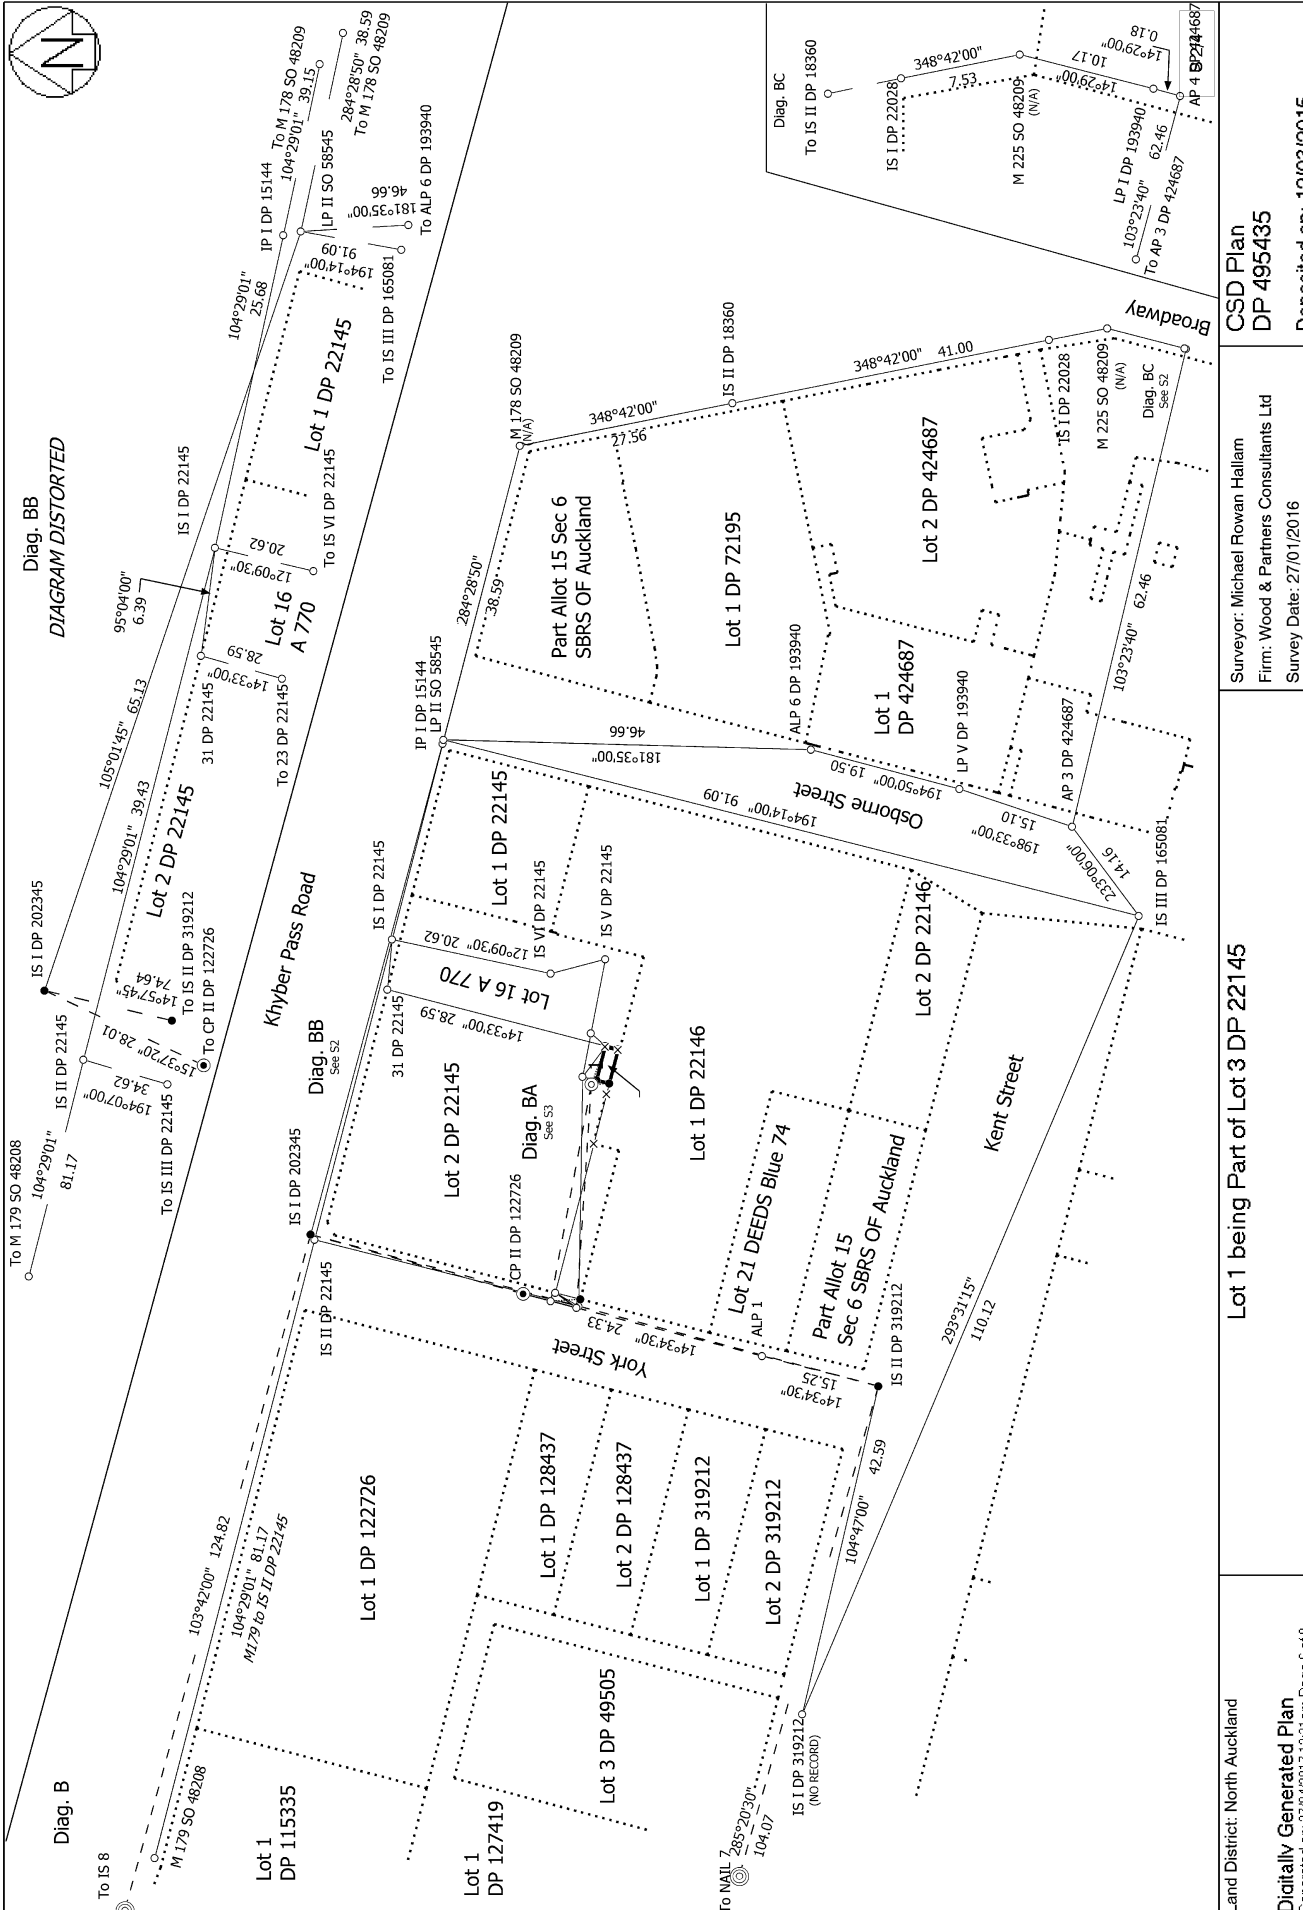 N
Diag. BB
DIAGRAM DISTORTED
To M 179 SO 48208
104°29'01"
81.17
IS II DP 22145
194°07'00"
34.62
To IS III DP 22145
IS I DP 202345
15°37'20" 28.01
To CP II DP 122726
14°57'45"
74.64
To IS II DP 319212
105°01'45" 65.13
104°29'01" 39.43
Lot 2 DP 22145
31 DP 22145
14°33'00"
28.59
To 23 DP 22145
95°04'00"
6.39
Lot 16
A 770
IS I DP 22145
12°09'30"
20.62
To IS VI DP 22145
Lot 1 DP 22145
104°29'01"
25.68
IP I DP 15144
LP II SO 58545
To M 178 SO 48209
104°29'01" 39.15
284°28'50" 38.59
To M 178 SO 48209
181°35'00"
46.66
To ALP 6 DP 193940
194°14'00"
91.09
To IS III DP 165081
Diag. BC
To IS II DP 18360
IS I DP 22028
348°42'00"
7.53
M 225 SO 48209
(N/A)
14°29'00"
10.17
14°29'00"
0.18
LP I DP 193940
AP 4 DP 424687
103°23'40" 62.46
To AP 3 DP 424687
Diag. B
To IS 8
M 179 SO 48208
103°42'00" 124.82
104°29'01" 81.17
M179 to IS II DP 22145
Khyber Pass Road
IS I DP 202345
IS II DP 22145
Diag. BB
See S2
31 DP 22145
IS I DP 22145
IP I DP 15144
LP II SO 58545
284°28'50"
38.59
M 178 SO 48209
(N/A)
348°42'00"
27.56
IS II DP 18360
348°42'00" 41.00
IS I DP 22028
M 225 SO 48209
(N/A)
Diag. BC
See S2
Broadway
Lot 1
DP 115335
Lot 1
DP 127419
Lot 1 DP 122726
Lot 3 DP 49505
Lot 1 DP 128437
Lot 2 DP 128437
Lot 1 DP 319212
Lot 2 DP 319212
York Street
CP II DP 122726
Lot 2 DP 22145
Diag. BA
See S3
14°33'00" 28.59
Lot 16 A 770
12°09'30" 20.62
IS VI DP 22145
IS V DP 22145
Lot 1 DP 22145
Lot 1 DP 22146
Lot 2 DP 22146
Lot 21 DEEDS Blue 74
Part Allot 15
Sec 6 SBRS OF Auckland
14°34'30" 24.33
ALP 1
14°34'30"
15.25
IS II DP 319212
104°47'00" 42.59
IS I DP 319212
(NO RECORD)
To NAIL 7
285°20'30"
104.07
293°31'15"
110.12
Kent Street
Osborne Street
194°14'00" 91.09
181°35'00"
46.66
ALP 6 DP 193940
194°50'00" 19.50
LP V DP 193940
198°33'00"
15.10
AP 3 DP 424687
233°06'00"
14.16
IS III DP 165081
103°23'40" 62.46
Part Allot 15 Sec 6
SBRS OF Auckland
Lot 1 DP 72195
Lot 1
DP 424687
Lot 2 DP 424687
Land District: North Auckland
Digitally Generated Plan
Lot 1 being Part of Lot 3 DP 22145
Surveyor: Michael Rowan Hallam
Firm: Wood & Partners Consultants Ltd
Survey Date: 27/01/2016
CSD Plan
DP 495435